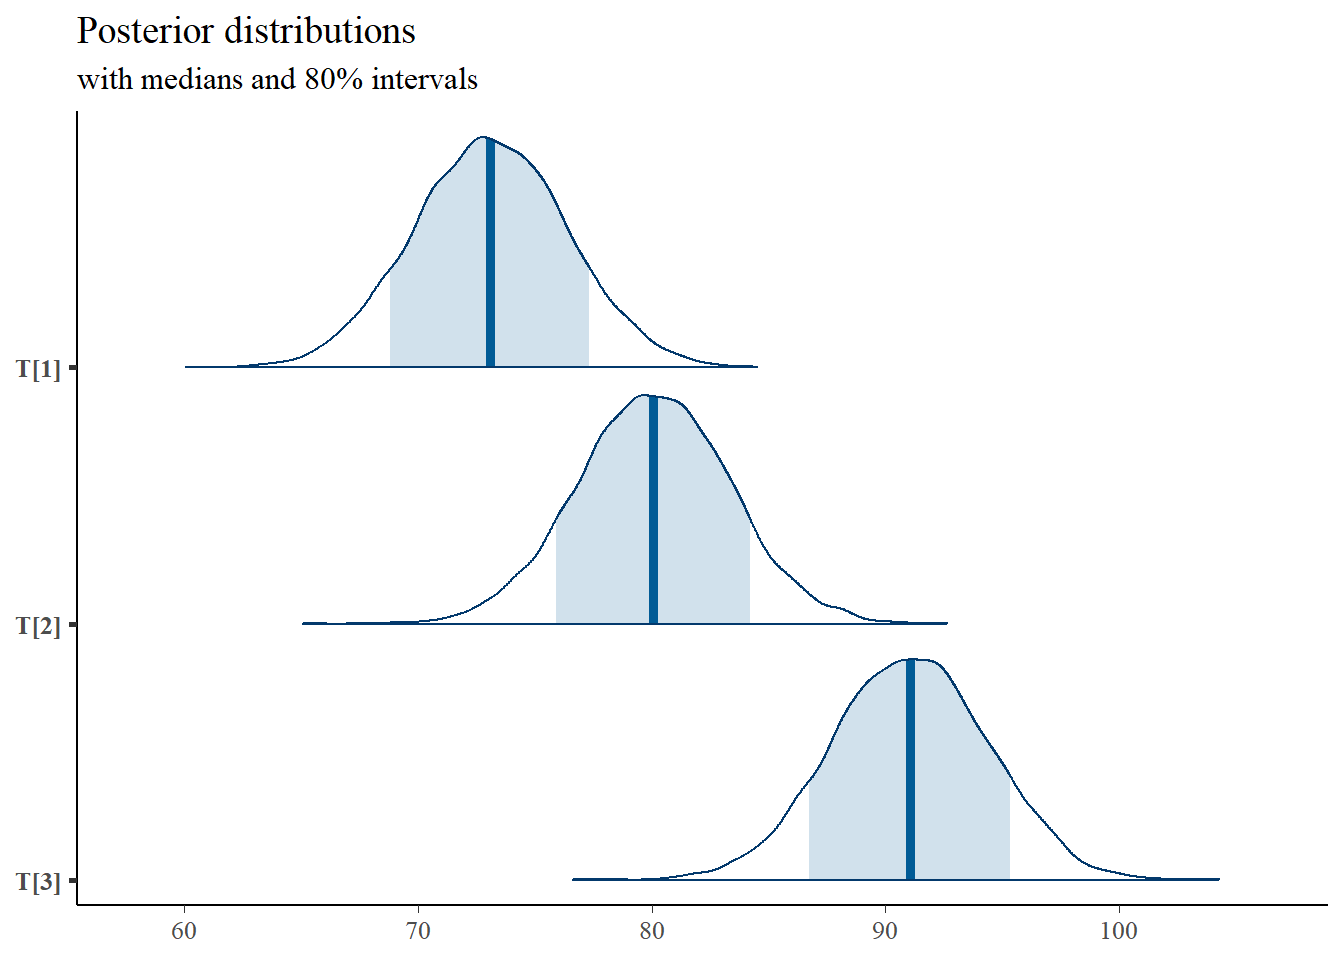 Posterior distributions
with medians and 80% intervals
T[1]
T[2]
T[3]
60 70 80 90 100